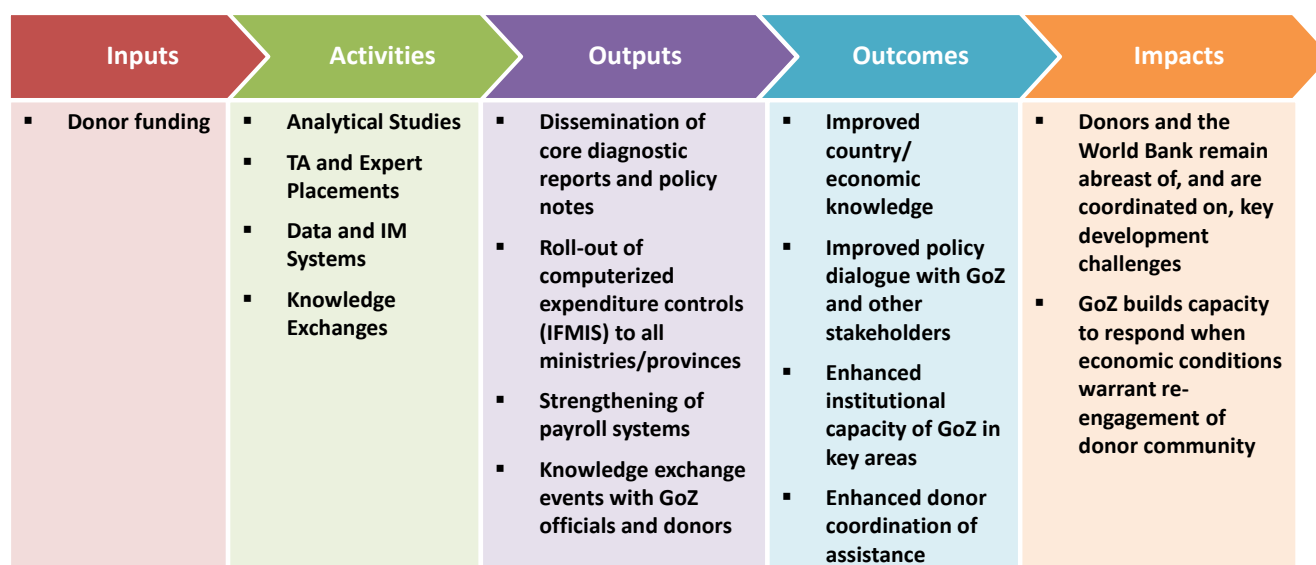 Inputs
Activities
Outputs
Outcomes
Impacts
▪ Donor funding
▪ Analytical Studies
▪ TA and Expert
Placements
▪ Data and IM
Systems
▪ Knowledge
Exchanges
▪ Dissemination of
core diagnostic
reports and policy
notes
▪ Roll-out of
computerized
expenditure controls
(IFMIS) to all
ministries/provinces
▪ Strengthening of
payroll systems
▪ Knowledge exchange
events with GoZ
officials and donors
▪ Improved
country/
economic
knowledge
▪ Improved policy
dialogue with GoZ
and other
stakeholders
▪ Enhanced
institutional
capacity of GoZ in
key areas
▪ Enhanced donor
coordination of
assistance
▪ Donors and the
World Bank remain
abreast of, and are
coordinated on, key
development
challenges
▪ GoZ builds capacity
to respond when
economic conditions
warrant re-
engagement of
donor community